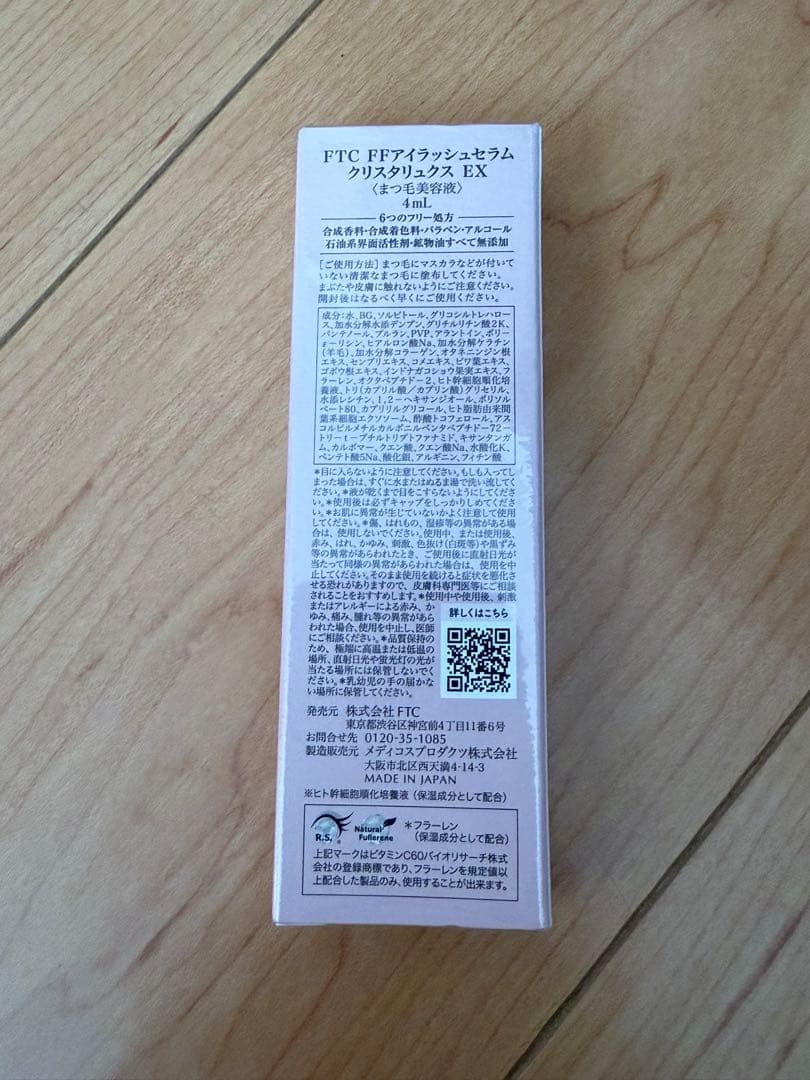 FTC FFアイラッシュセラム
クリスタリュクス EX
〈まつ毛美容液〉
4mL
6つのフリー処方
合成香料・合成着色料・パラベン・アルコール
石油系界面活性剤・鉱物油すべて無添加
[ご使用方法] まつ毛にマスカラなどが付いて
いない清潔なまつ毛に塗布してください。
まぶたや皮膚に触れないようにご注意ください。
開封後はなるべく早くにご使用ください。
成分:水、BG、ソルビトール、グリコシルトレハロー
ス、加水分解水添デンプン、グリチルリチン酸2K、
パンテノール、プルラン、PVP、アラントイン、ポリー
ε−リシン、ヒアルロン酸Na、加水分解ケラチン
(羊毛)、加水分解コラーゲン、オタネニンジン根
エキス、センブリエキス、コメエキス、ビワ葉エキス、
ゴボウ根エキス、インドナガコショウ果実エキス、フ
ラーレン、オクタペプチド−2、ヒト幹細胞順化培
養液、トリ(カプリル酸/カプリン酸)グリセリル、
水添レシチン、1,2−ヘキサンジオール、ポリソル
ベート80、カプリリルグリコール、ヒト脂肪由来間
葉系細胞エクソソーム、酢酸トコフェロール、アス
コルビルメチルカルボニルペンタペプチド−72−
トリ−t−ブチルトリプトファナミド、キサンタンガ
ム、カルボマー、クエン酸、クエン酸Na、水酸化K、
ペンテト酸5Na、酸化銀、アルギニン、フィチン酸
*目に入らないように注意してください。もしも入ってし
まった場合は、すぐに水またはぬるま湯で洗い流してく
ださい。*液が乾くまで目をこすらないようにしてくださ
い。*使用後は必ずキャップをしっかりしめてください。
*お肌に異常が生じていないかよく注意して使用
してください。*傷、はれもの、湿疹等の異常がある場
合は、使用しないでください。使用中、または使用後、
赤み、はれ、かゆみ、刺激、色抜け(白斑等)や黒ずみ
等の異常があらわれたとき、ご使用後に直射日光が
当たって同様の異常があらわれた場合は、使用を中
止してください。そのまま使用を続けると症状を悪化さ
せる恐れがありますので、皮膚科専門医等にご相談
されることをおすすめします。*使用中や使用後、刺激
またはアレルギーによる赤み、か
ゆみ、痛み、腫れ等の異常があら
われた場合、使用を中止し、医師
にご相談ください。*品質保持の
ため、極端に高温または低温の
場所、直射日光や蛍光灯の光が
当たる場所には保管しないでく
ださい。*乳幼児の手の届かな
い場所に保管してください。
詳しくはこちら
発売元 株式会社FTC
東京都渋谷区神宮前4丁目11番6号
お問合せ先 0120-35-1085
製造販売元 メディコスプロダクツ株式会社
大阪市北区西天満4-14-3
MADE IN JAPAN
※ヒト幹細胞順化培養液(保湿成分として配合)
R.S.®
Natural Fullerene
*フラーレン
(保湿成分として配合)
上記マークはビタミンC60バイオリサーチ株式
会社の登録商標であり、フラーレンを規定値以
上配合した製品のみ、使用することが出来ます。